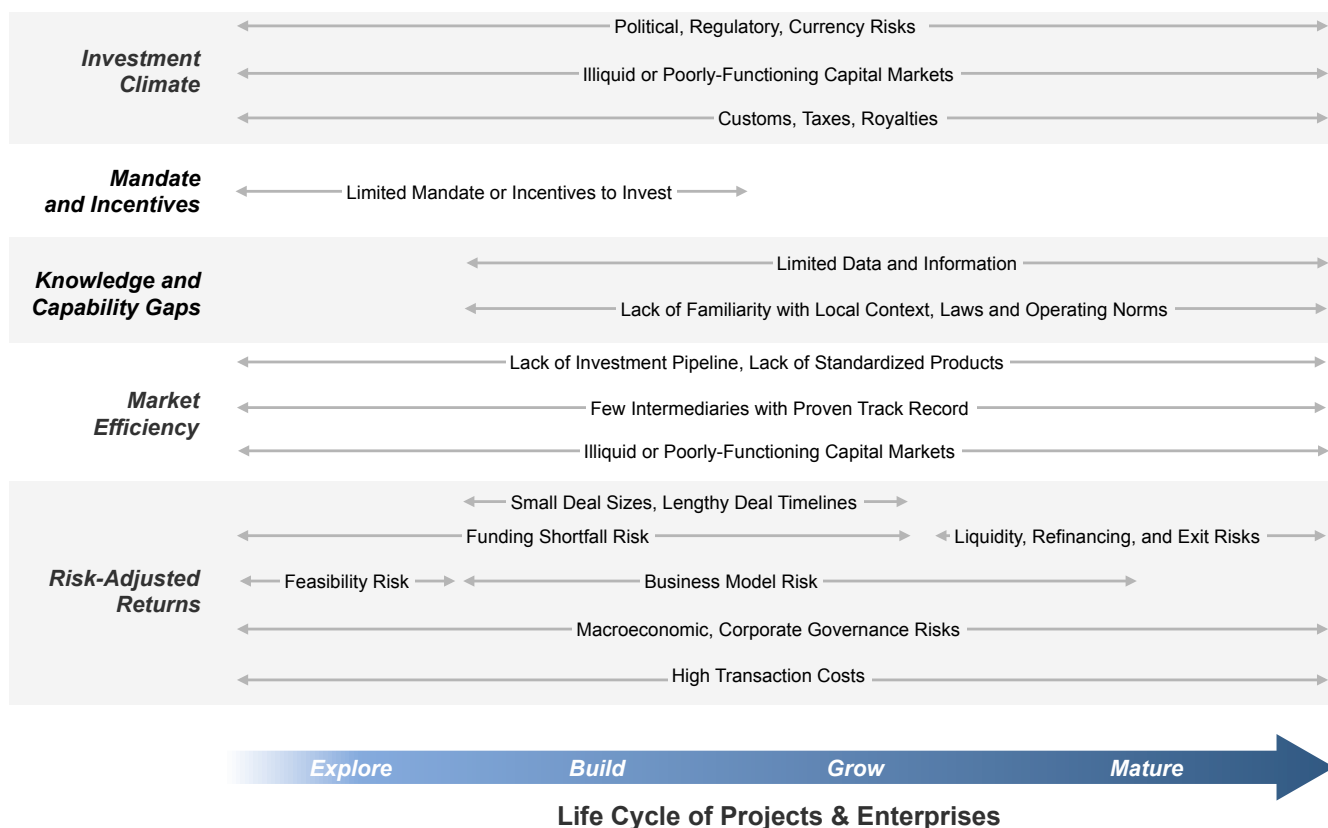 Political, Regulatory, Currency Risks
Investment
Climate
Illiquid or Poorly-Functioning Capital Markets
Customs, Taxes, Royalties
Mandate
and Incentives
Limited Mandate or Incentives to Invest
Knowledge and
Capability Gaps
Limited Data and Information
Lack of Familiarity with Local Context, Laws and Operating Norms
Market
Efficiency
Lack of Investment Pipeline, Lack of Standardized Products
Few Intermediaries with Proven Track Record
Illiquid or Poorly-Functioning Capital Markets
Risk-Adjusted
Returns
Small Deal Sizes, Lengthy Deal Timelines
Funding Shortfall Risk
Liquidity, Refinancing, and Exit Risks
Feasibility Risk
Business Model Risk
Macroeconomic, Corporate Governance Risks
High Transaction Costs
Explore
Build
Grow
Mature
Life Cycle of Projects & Enterprises